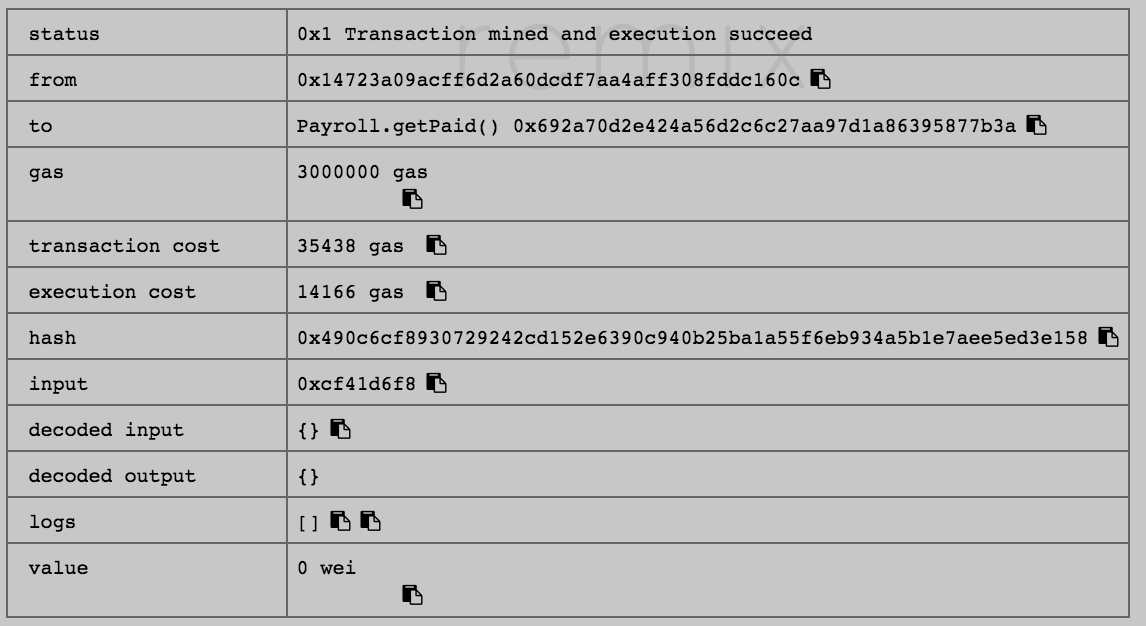 remix
status 0x1 Transaction mined and execution succeed
from 0x14723a09acff6d2a60dcdf7aa4aff308fddc160c
to Payroll.getPaid() 0x692a70d2e424a56d2c6c27aa97d1a86395877b3a
gas 3000000 gas
transaction cost 35438 gas
execution cost 14166 gas
hash 0x490c6cf8930729242cd152e6390c940b25ba1a55f6eb934a5b1e7aee5ed3e158
input 0xcf41d6f8
decoded input {}
decoded output {}
logs []
value 0 wei